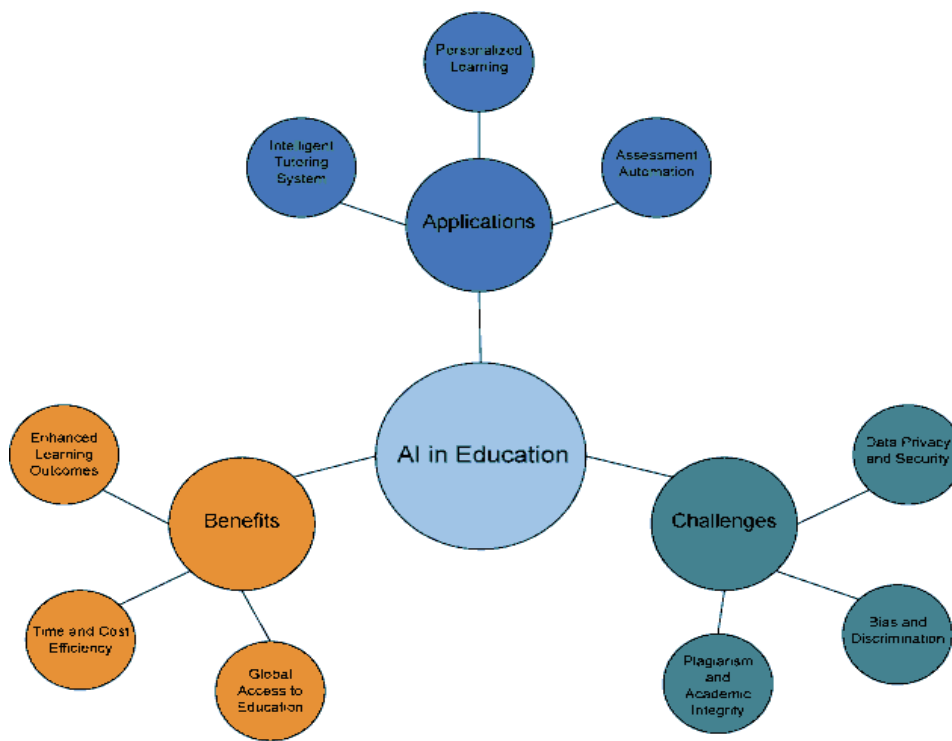 Personalized
Learning
Intelligent
Tutoring
System
Assessment
Automation
Applications
AI in Education
Enhanced
Learning
Outcomes
Benefits
Time and Cost
Efficiency
Global
Access to
Education
Data Privacy
and Security
Challenges
Bias and
Discrimination
Plagiarism
and
Academic
Integrity